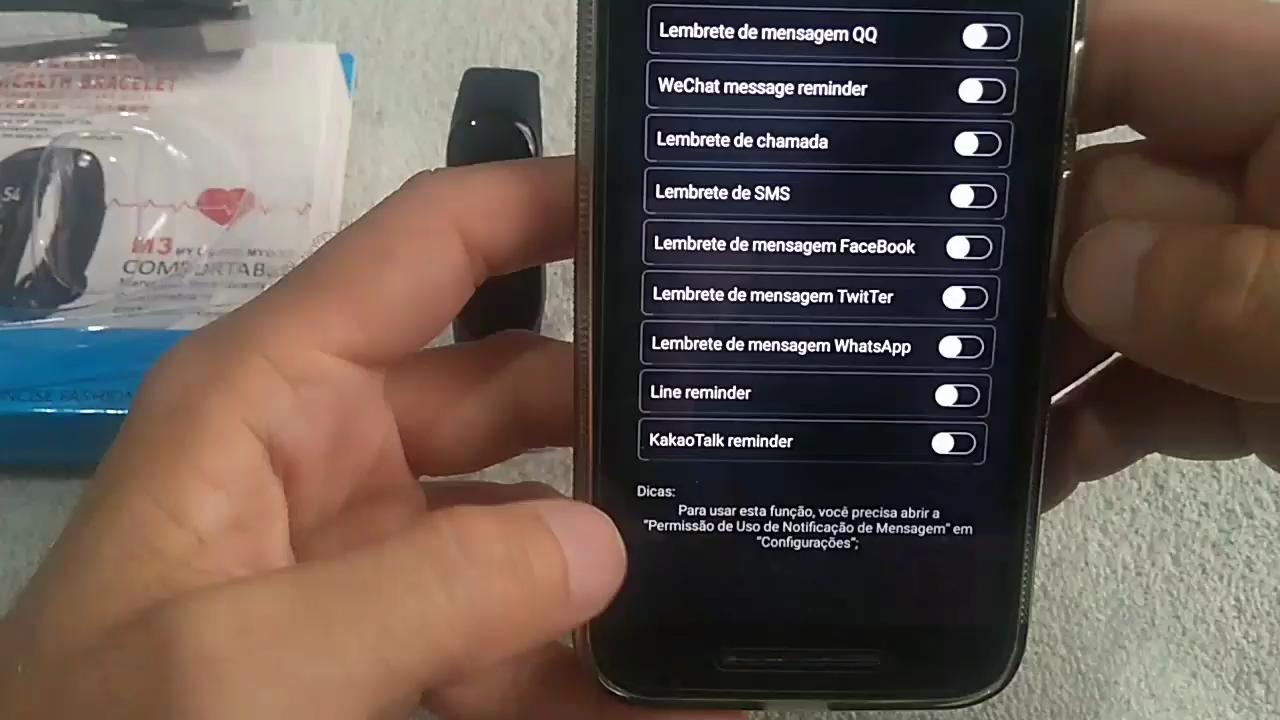 HEALTH BRACELET
54
M3
Lembrete de mensagem QQ
WeChat message reminder
Lembrete de chamada
Lembrete de SMS
Lembrete de mensagem FaceBook
Lembrete de mensagem TwitTer
Lembrete de mensagem WhatsApp
Line reminder
KakaoTalk reminder
Dicas:
Para usar esta função, você precisa abrir a
"Permissão de Uso de Notificação de Mensagem" em
"Configurações";